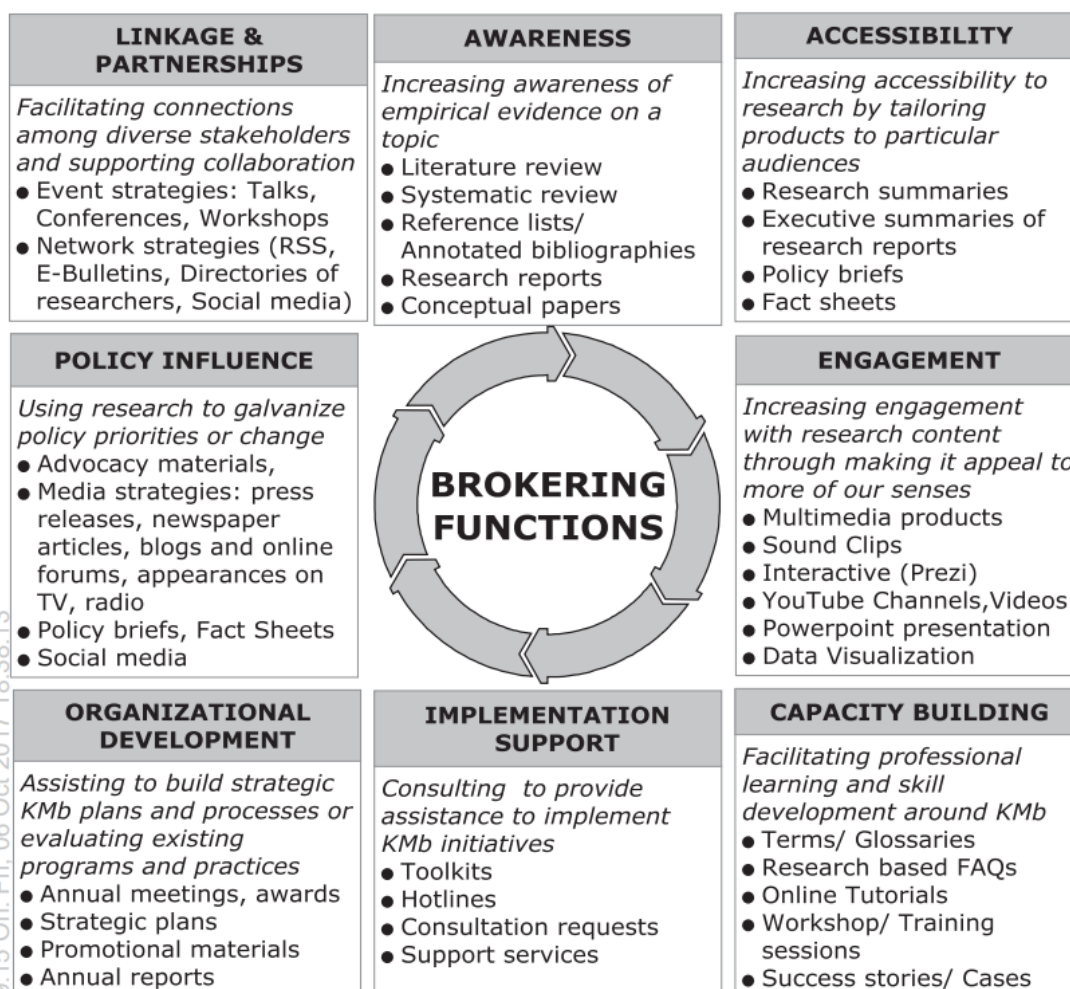 LINKAGE &
PARTNERSHIPS
Facilitating connections
among diverse stakeholders
and supporting collaboration
● Event strategies: Talks,
Conferences, Workshops
● Network strategies (RSS,
E-Bulletins, Directories of
researchers, Social media)
AWARENESS
Increasing awareness of
empirical evidence on a
topic
● Literature review
● Systematic review
● Reference lists/
Annotated bibliographies
● Research reports
● Conceptual papers
ACCESSIBILITY
Increasing accessibility to
research by tailoring
products to particular
audiences
● Research summaries
● Executive summaries of
research reports
● Policy briefs
● Fact sheets
POLICY INFLUENCE
Using research to galvanize
policy priorities or change
● Advocacy materials,
● Media strategies: press
releases, newspaper
articles, blogs and online
forums, appearances on
TV, radio
● Policy briefs, Fact Sheets
● Social media
BROKERING
FUNCTIONS
ENGAGEMENT
Increasing engagement
with research content
through making it appeal to
more of our senses
● Multimedia products
● Sound Clips
● Interactive (Prezi)
● YouTube Channels,Videos
● Powerpoint presentation
● Data Visualization
ORGANIZATIONAL
DEVELOPMENT
Assisting to build strategic
KMb plans and processes or
evaluating existing
programs and practices
● Annual meetings, awards
● Strategic plans
● Promotional materials
● Annual reports
IMPLEMENTATION
SUPPORT
Consulting to provide
assistance to implement
KMb initiatives
● Toolkits
● Hotlines
● Consultation requests
● Support services
CAPACITY BUILDING
Facilitating professional
learning and skill
development around KMb
● Terms/ Glossaries
● Research based FAQs
● Online Tutorials
● Workshop/ Training
sessions
● Success stories/ Cases